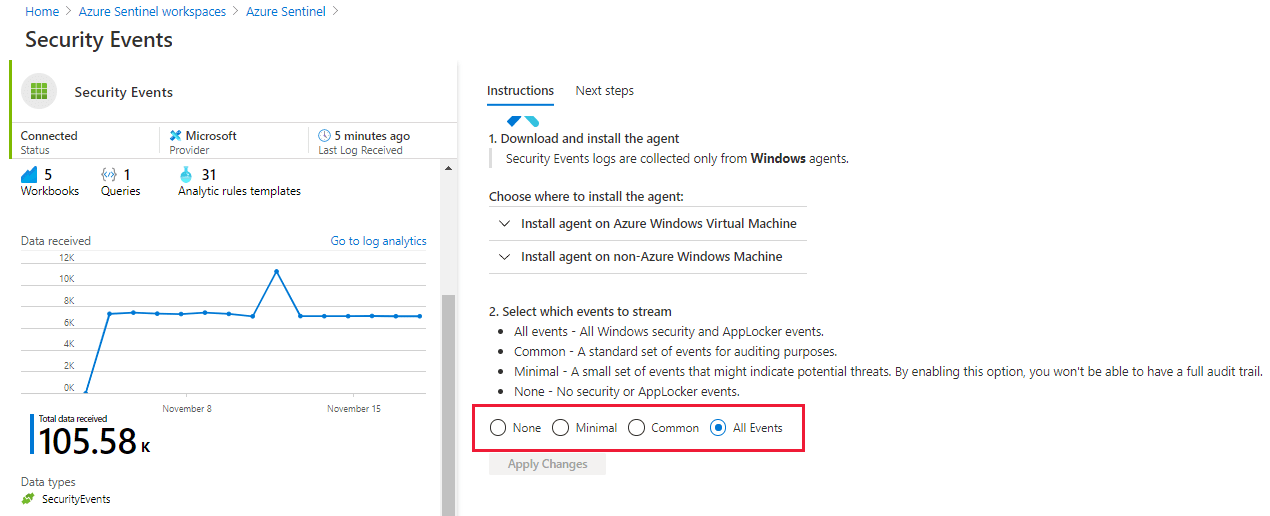 Home > Azure Sentinel workspaces > Azure Sentinel >
Security Events
Security Events
Connected
Status
Microsoft
Provider
5 minutes ago
Last Log Received
5
Workbooks
1
Queries
31
Analytic rules templates
Data received
Go to log analytics
12K
10K
8K
6K
4K
2K
0K
November 8
November 15
Total data received
105.58 K
Data types
SecurityEvents
Instructions
Next steps
1. Download and install the agent
Security Events logs are collected only from Windows agents.
Choose where to install the agent:
Install agent on Azure Windows Virtual Machine
Install agent on non-Azure Windows Machine
2. Select which events to stream
• All events - All Windows security and AppLocker events.
• Common - A standard set of events for auditing purposes.
• Minimal - A small set of events that might indicate potential threats. By enabling this option, you won't be able to have a full audit trail.
• None - No security or AppLocker events.
None Minimal Common All Events
Apply Changes